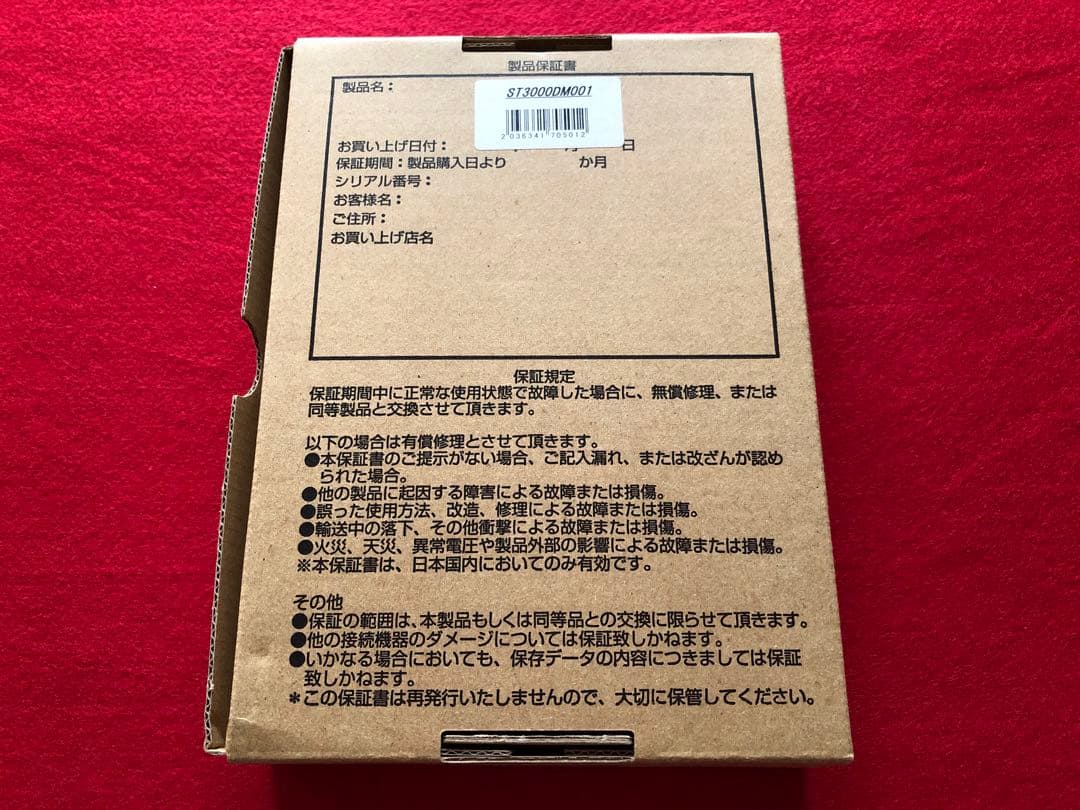 製品保証書
製品名：
ST3000DM001
2 036341 705012
お買い上げ日付： 日
保証期間：製品購入日より か月
シリアル番号：
お客様名：
ご住所：
お買い上げ店名
保証規定
保証期間中に正常な使用状態で故障した場合に、無償修理、または
同等製品と交換させて頂きます。
以下の場合は有償修理とさせて頂きます。
●本保証書のご提示がない場合、ご記入漏れ、または改ざんが認め
られた場合。
●他の製品に起因する障害による故障または損傷。
●誤った使用方法、改造、修理による故障または損傷。
●輸送中の落下、その他衝撃による故障または損傷。
●火災、天災、異常電圧や製品外部の影響による故障または損傷。
※本保証書は、日本国内においてのみ有効です。
その他
●保証の範囲は、本製品もしくは同等品との交換に限らせて頂きます。
●他の接続機器のダメージについては保証致しかねます。
●いかなる場合においても、保存データの内容につきましては保証
致しかねます。
＊この保証書は再発行いたしませんので、大切に保管してください。